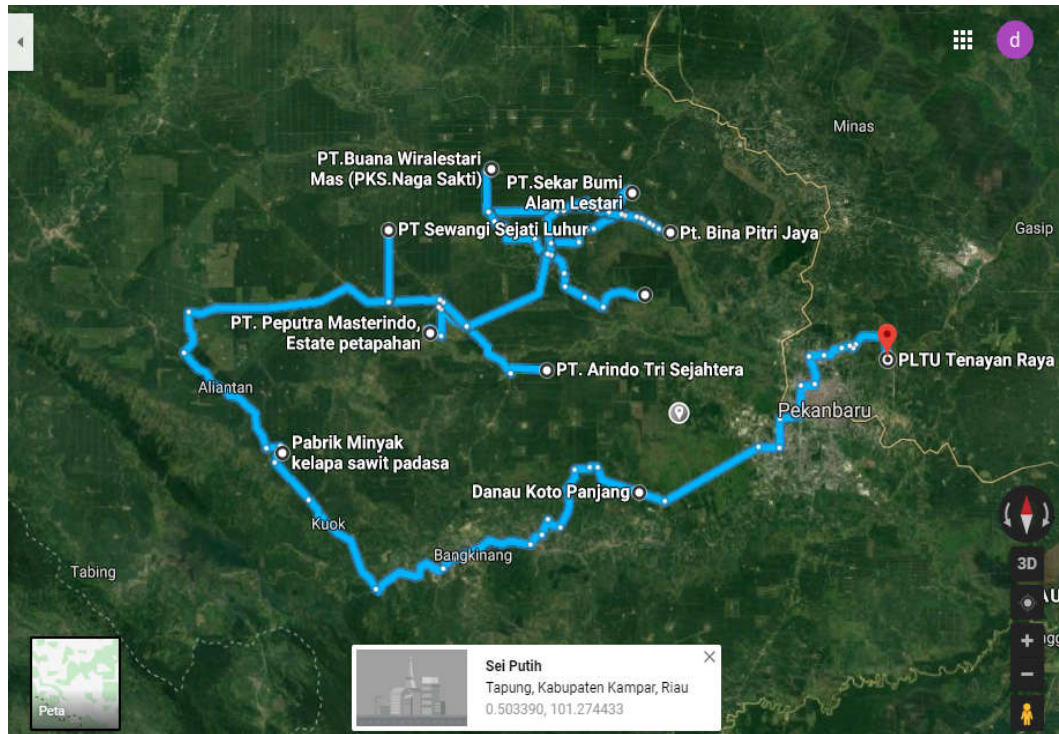 d
Minas
PT.Buana Wiralestari
Mas (PKS.Naga Sakti)
PT.Sekar Bumi
Alam Lestari
PT Sewangi Sejati Luhur
Pt. Bina Pitri Jaya
Gasip
PT. Peputra Masterindo,
Estate petapahan
PLTU Tenayan Raya
PT. Arindo Tri Sejahtera
Aliantan
Pekanbaru
Pabrik Minyak
kelapa sawit padasa
Danau Koto Panjang
Kuok
Bangkinang
Tabing
3D
Sei Putih
Tapung, Kabupaten Kampar, Riau
0.503390, 101.274433
Peta